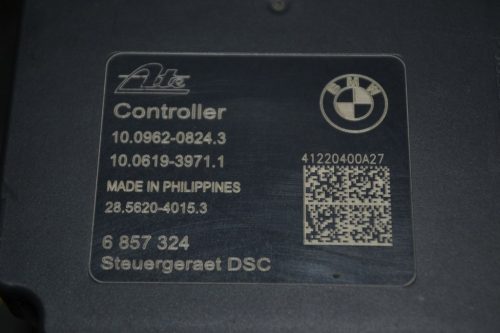 Ate
BMW
Controller
10.0962-0824.3
10.0619-3971.1
41220400A27
MADE IN PHILIPPINES
28.5620-4015.3
6 857 324
Steuergeraet DSC